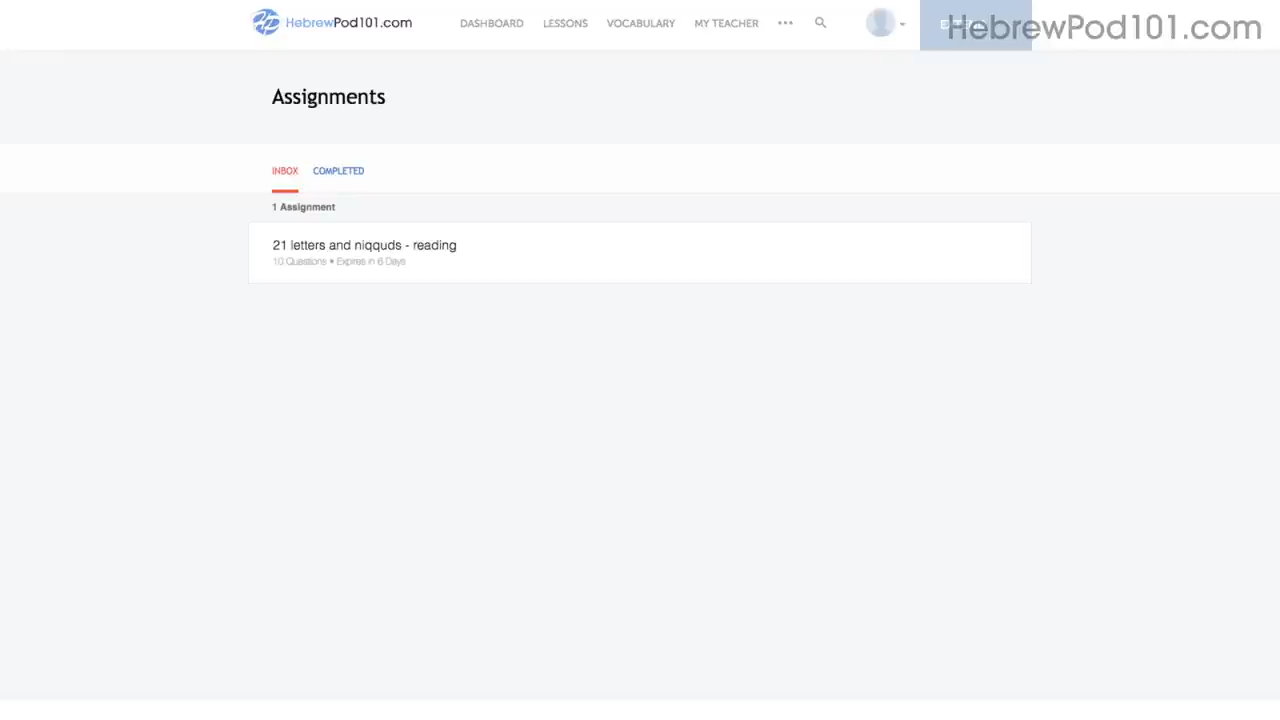 HebrewPod101.com
DASHBOARD LESSONS VOCABULARY MY TEACHER •••
HebrewPod101.com
Assignments
INBOX COMPLETED
1 Assignment
21 letters and niqquds - reading
10 Questions • Expires in 6 Days